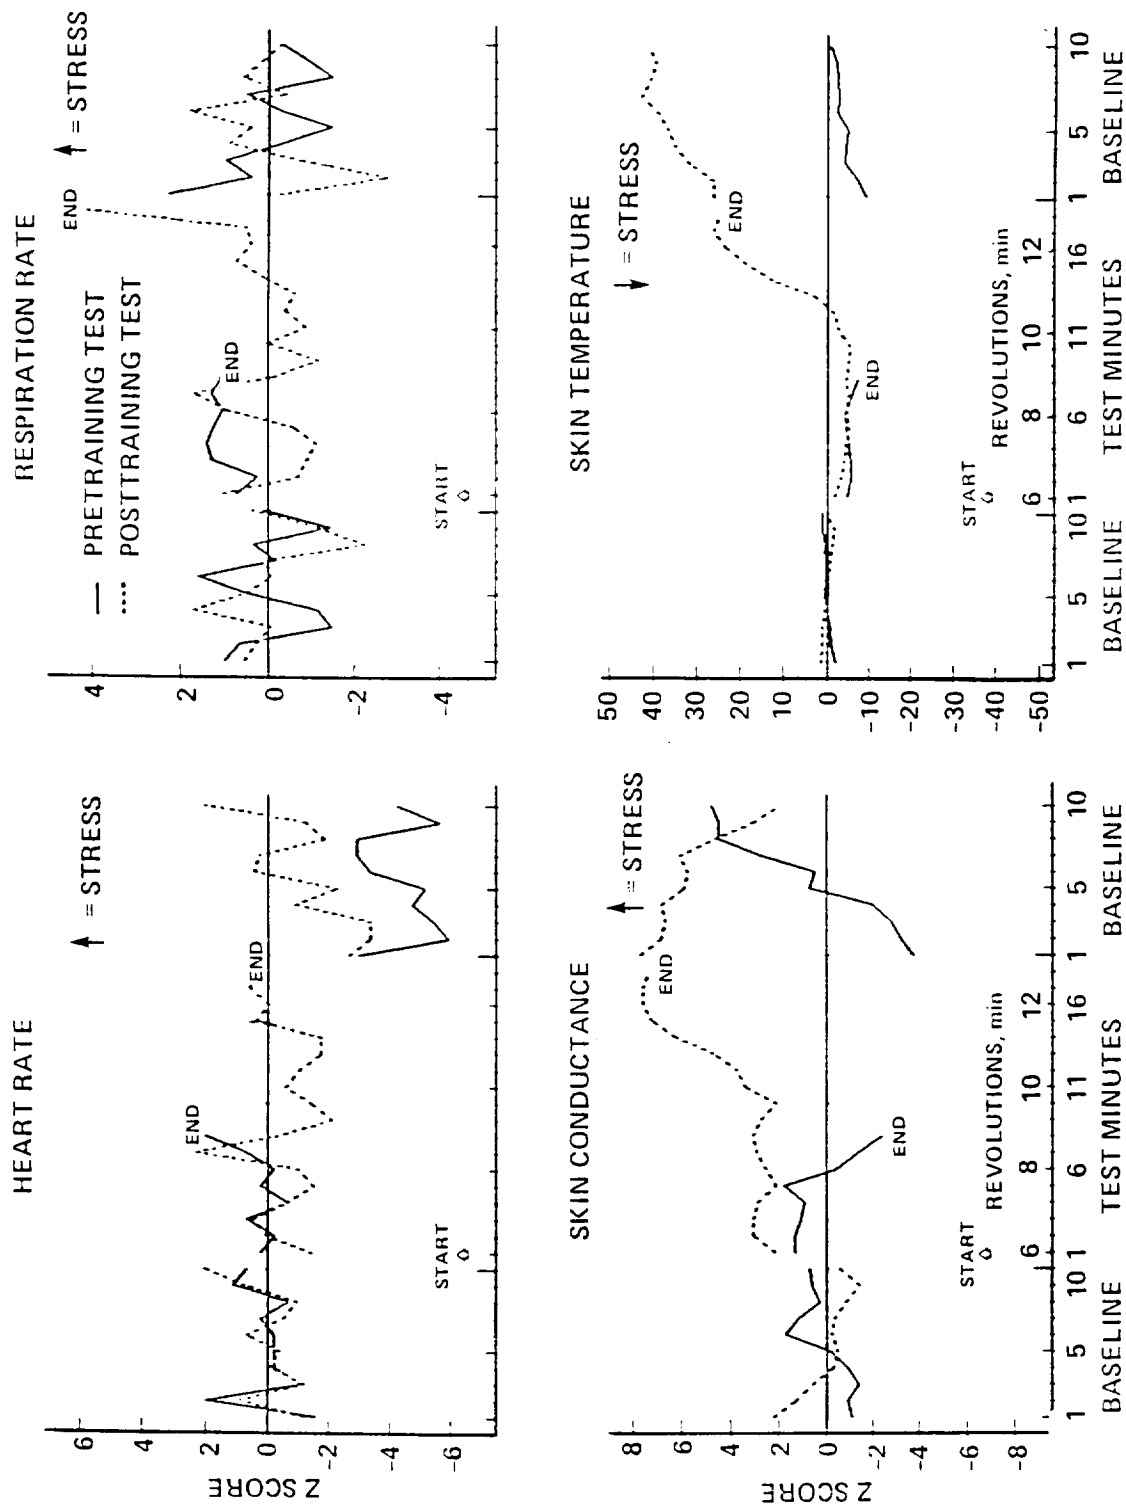 HEART RATE
= STRESS
Z SCORE
6
4
2
0
-2
-4
-6
END
END
START
RESPIRATION RATE
PRETRAINING TEST
POSTTRAINING TEST
= STRESS
4
2
0
-2
-4
END
END
START
SKIN CONDUCTANCE
= STRESS
Z SCORE
8
6
4
2
0
-2
-4
-6
-8
END
END
START
REVOLUTIONS, min
6 8 10 12
1 5 10 1 6 11 16 1 5 10
BASELINE TEST MINUTES BASELINE
SKIN TEMPERATURE
= STRESS
50
40
30
20
10
0
-10
-20
-30
-40
-50
END
END
START
REVOLUTIONS, min
6 8 10 12
1 5 10 1 6 11 16 1 5 10
BASELINE TEST MINUTES BASELINE